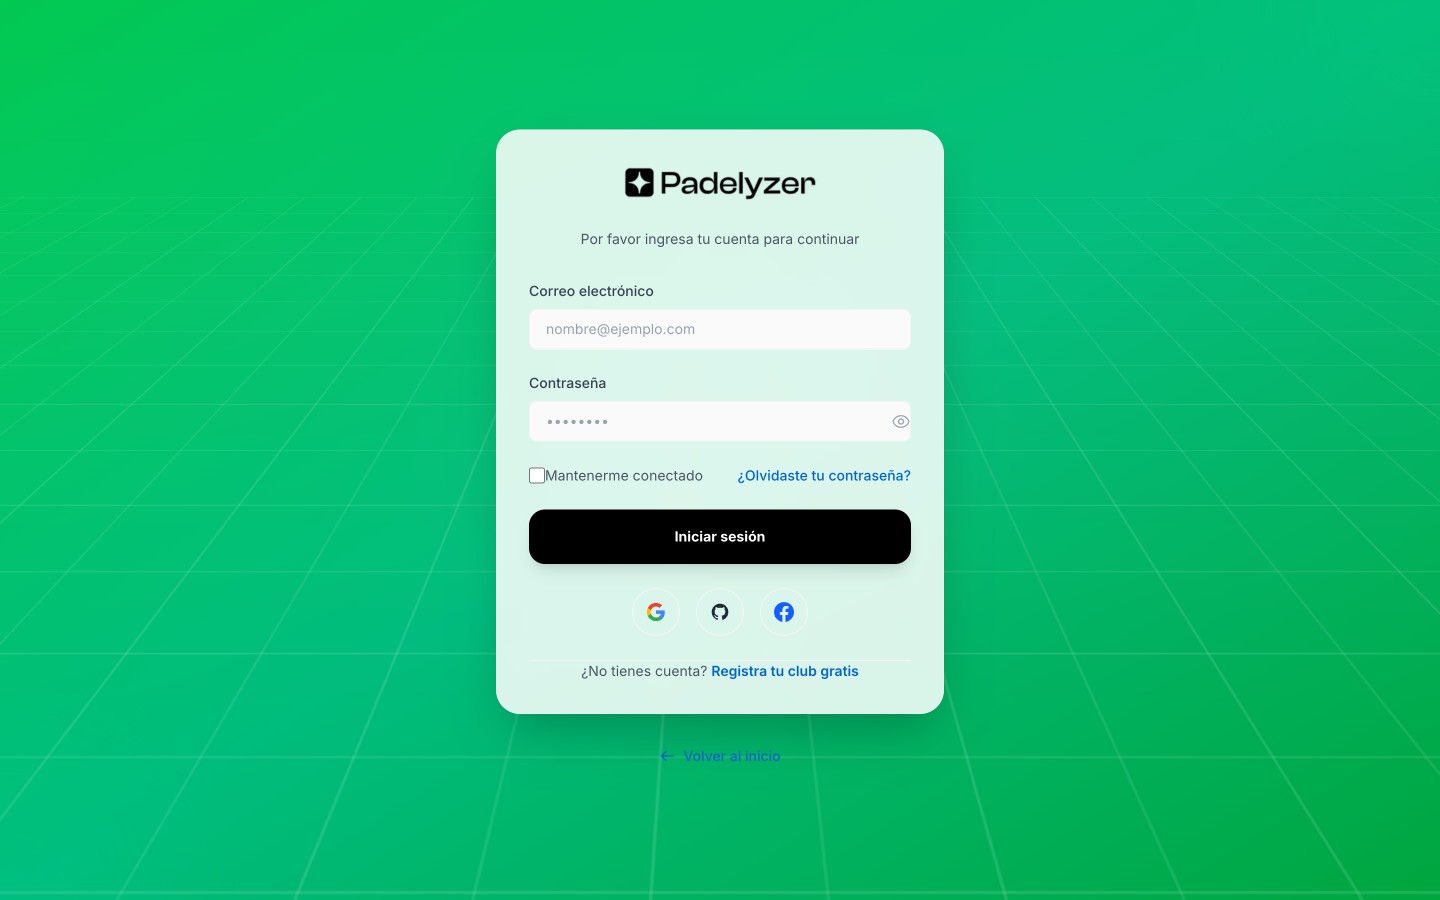 Padelyzer
Por favor ingresa tu cuenta para continuar
Correo electrónico
nombre@ejemplo.com
Contraseña
••••••••
Mantenerme conectado ¿Olvidaste tu contraseña?
Iniciar sesión
¿No tienes cuenta? Registra tu club gratis
← Volver al inicio